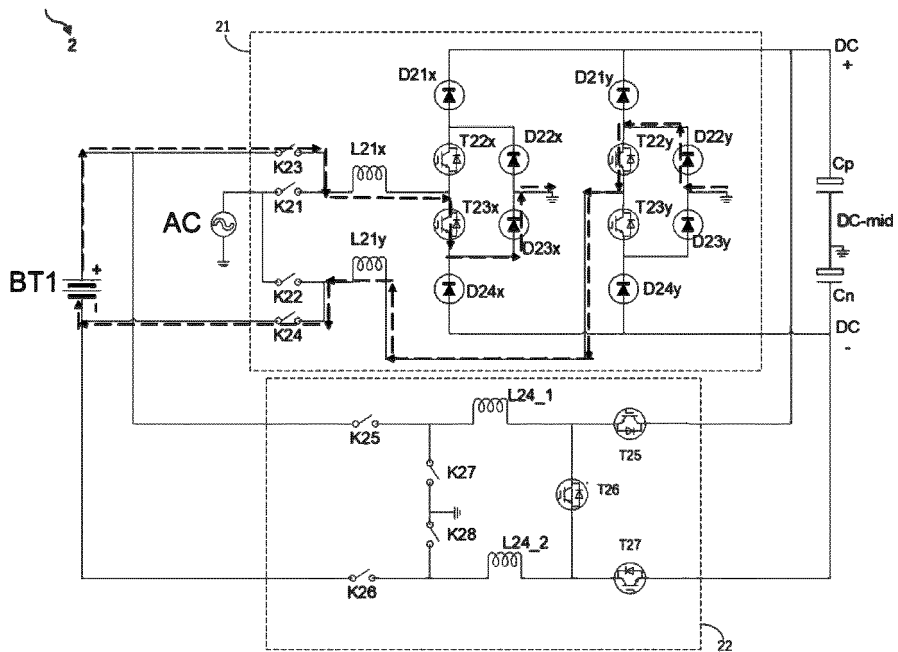 2
21
DC
+
D21x
D21y
T22x
D22x
T22y
D22y
L21x
K23
K21
Cp
AC
T23x
D23x
T23y
D23y
DC-mid
L21y
BT1
+
-
K22
D24x
D24y
Cn
K24
DC
-
L24_1
K25
T25
K27
T26
K28
L24_2
T27
K26
22